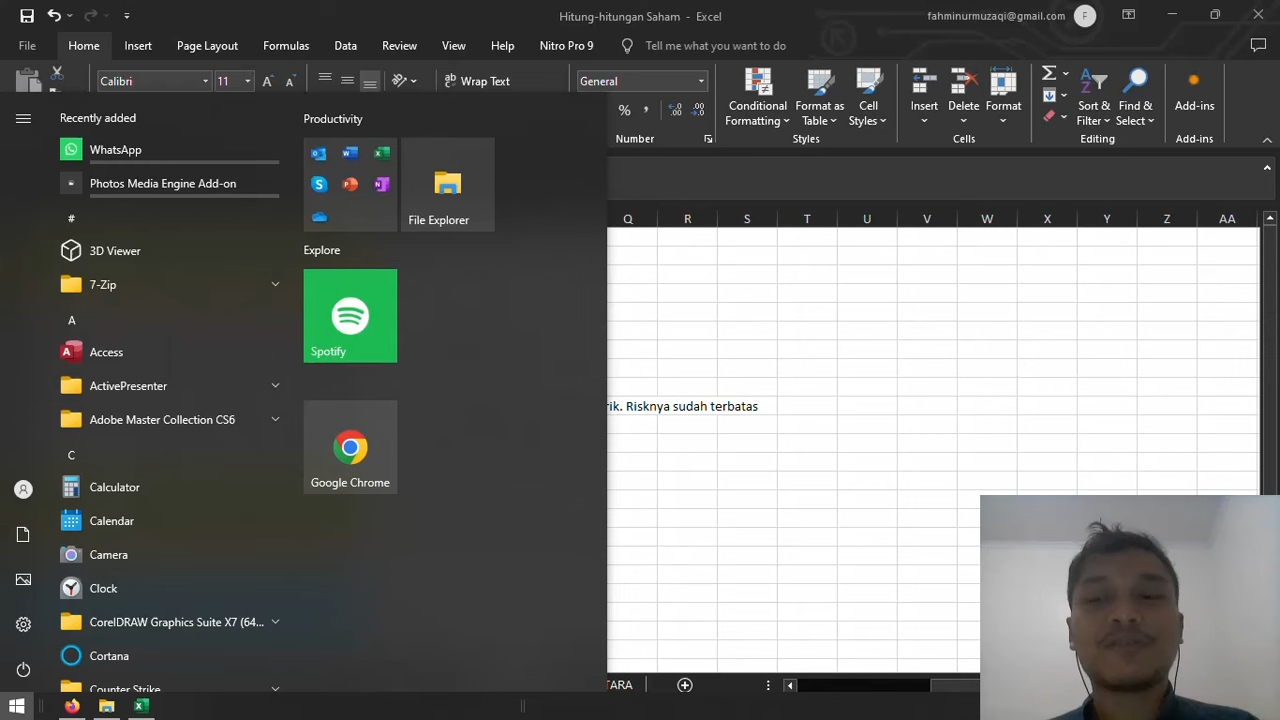 Hitung-hitungan Saham - Excel
fahminurmuzaqi@gmail.com
F
File
Home
Insert
Page Layout
Formulas
Data
Review
View
Help
Nitro Pro 9
Tell me what you want to do
Calibri
11
ab Wrap Text
General
Conditional
Formatting
Format as
Table
Cell
Styles
Insert
Delete
Format
Sort &
Filter
Find &
Select
Add-ins
Number
Styles
Cells
Editing
Add-ins
Q R S T U V W X Y Z AA
rik. Risknya sudah terbatas
TARA
Recently added
WhatsApp
Photos Media Engine Add-on
#
3D Viewer
7-Zip
A
Access
ActivePresenter
Adobe Master Collection CS6
C
Calculator
Calendar
Camera
Clock
CorelDRAW Graphics Suite X7 (64...
Cortana
Counter Strike
Productivity
File Explorer
Explore
Spotify
Google Chrome